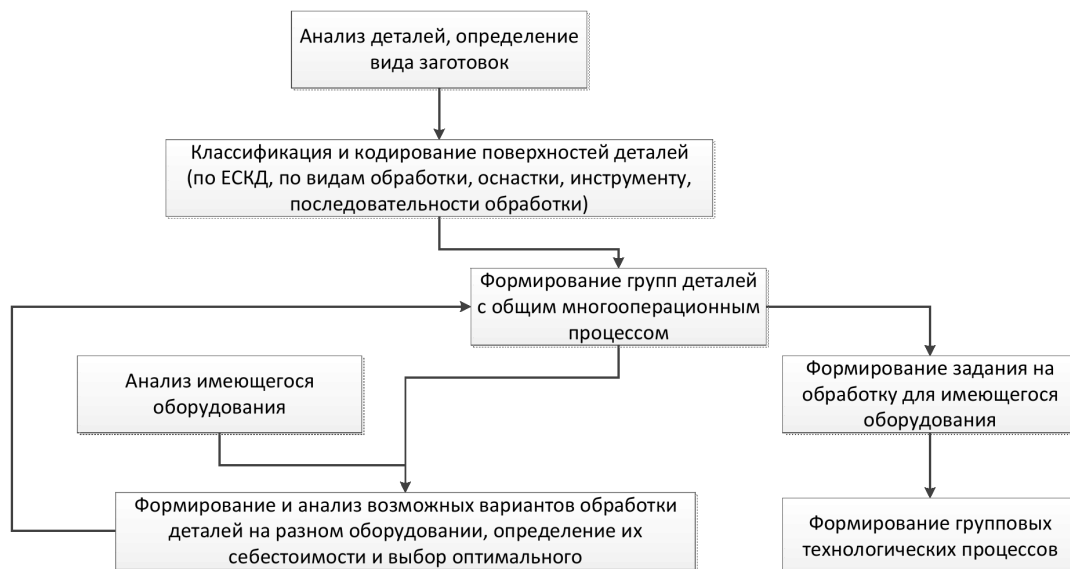 Анализ деталей, определение
вида заготовок
Классификация и кодирование поверхностей деталей
(по ЕСКД, по видам обработки, оснастки, инструменту,
последовательности обработки)
Формирование групп деталей
с общим многооперационным
процессом
Анализ имеющегося
оборудования
Формирование задания на
обработку для имеющегося
оборудования
Формирование и анализ возможных вариантов обработки
деталей на разном оборудовании, определение их
себестоимости и выбор оптимального
Формирование групповых
технологических процессов